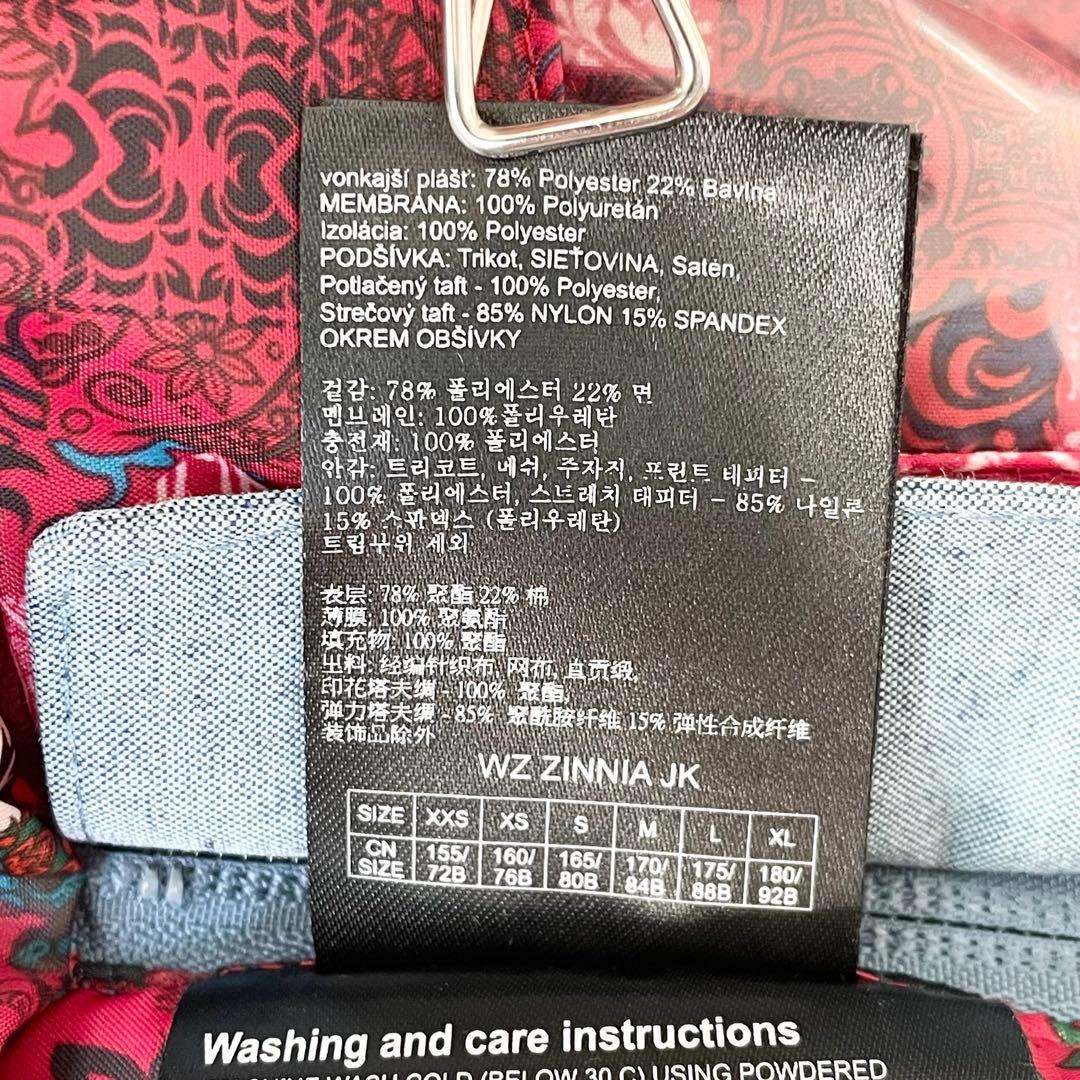 vonkajší plášť: 78% Polyester 22% Bavlna
MEMBRÁNA: 100% Polyuretán
Izolácia: 100% Polyester
PODŠÍVKA: Trikot, SIEŤOVINA, Satén,
Potlačený taft - 100% Polyester,
Strečový taft - 85% NYLON 15% SPANDEX
OKREM OBŠÍVKY
겉감: 78% 폴리에스터 22% 면
멤브레인: 100%폴리우레탄
충전재: 100% 폴리에스터
안감: 트리코트, 메쉬, 주자직, 프린트 태피터 –
100% 폴리에스터, 스트레치 태피터 – 85% 나일론
15% 스판덱스 (폴리우레탄)
트림부위 제외
表层: 78% 聚酯 22% 棉
薄膜: 100% 聚氨酯
填充物: 100% 聚酯
里料: 经编针织布, 网布, 直贡缎,
印花塔夫绸 - 100% 聚酯,
弹力塔夫绸 - 85% 聚酰胺纤维 15% 弹性合成纤维
装饰品除外
WZ ZINNIA JK
SIZE XXS XS S M L XL
CN SIZE 155/72B 160/76B 165/80B 170/84B 175/88B 180/92B
Washing and care instructions
WASH COLD (BELOW 30 C) USING POWDERED